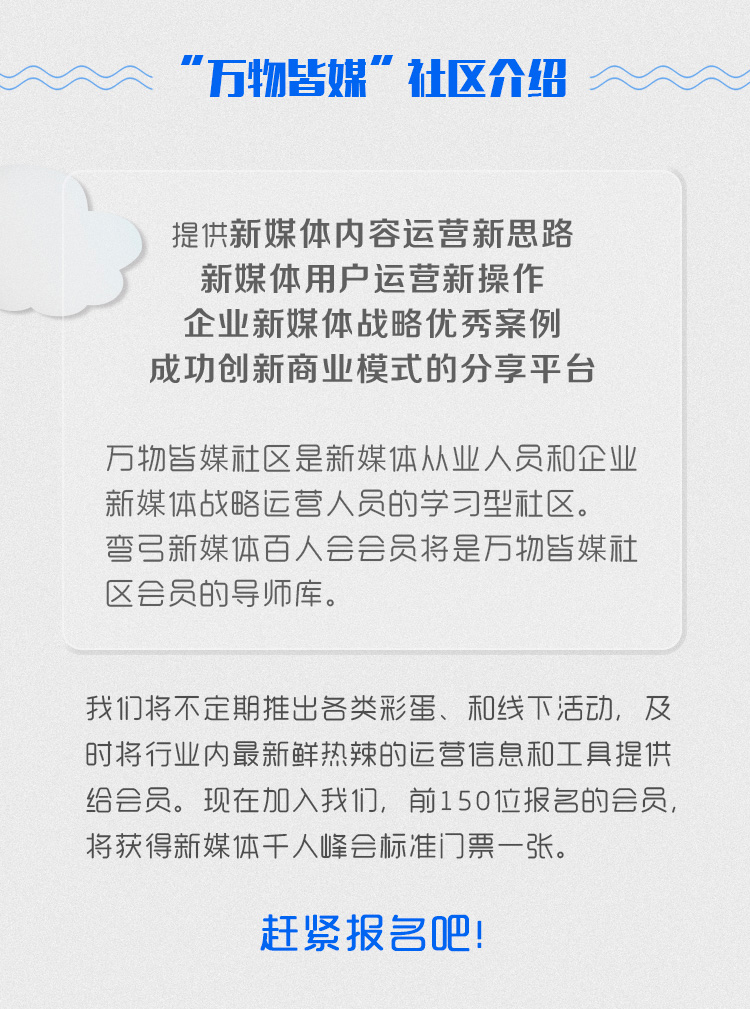 “万物皆媒”社区介绍
提供新媒体内容运营新思路
新媒体用户运营新操作
企业新媒体战略优秀案例
成功创新商业模式的分享平台
万物皆媒社区是新媒体从业人员和企业
新媒体战略运营人员的学习型社区。
弯弓新媒体百人会会员将是万物皆媒社
区会员的导师库。
我们将不定期推出各类彩蛋、和线下活动，及
时将行业内最新鲜热辣的运营信息和工具提供
给会员。现在加入我们，前150位报名的会员，
将获得新媒体千人峰会标准门票一张。
赶紧报名吧!